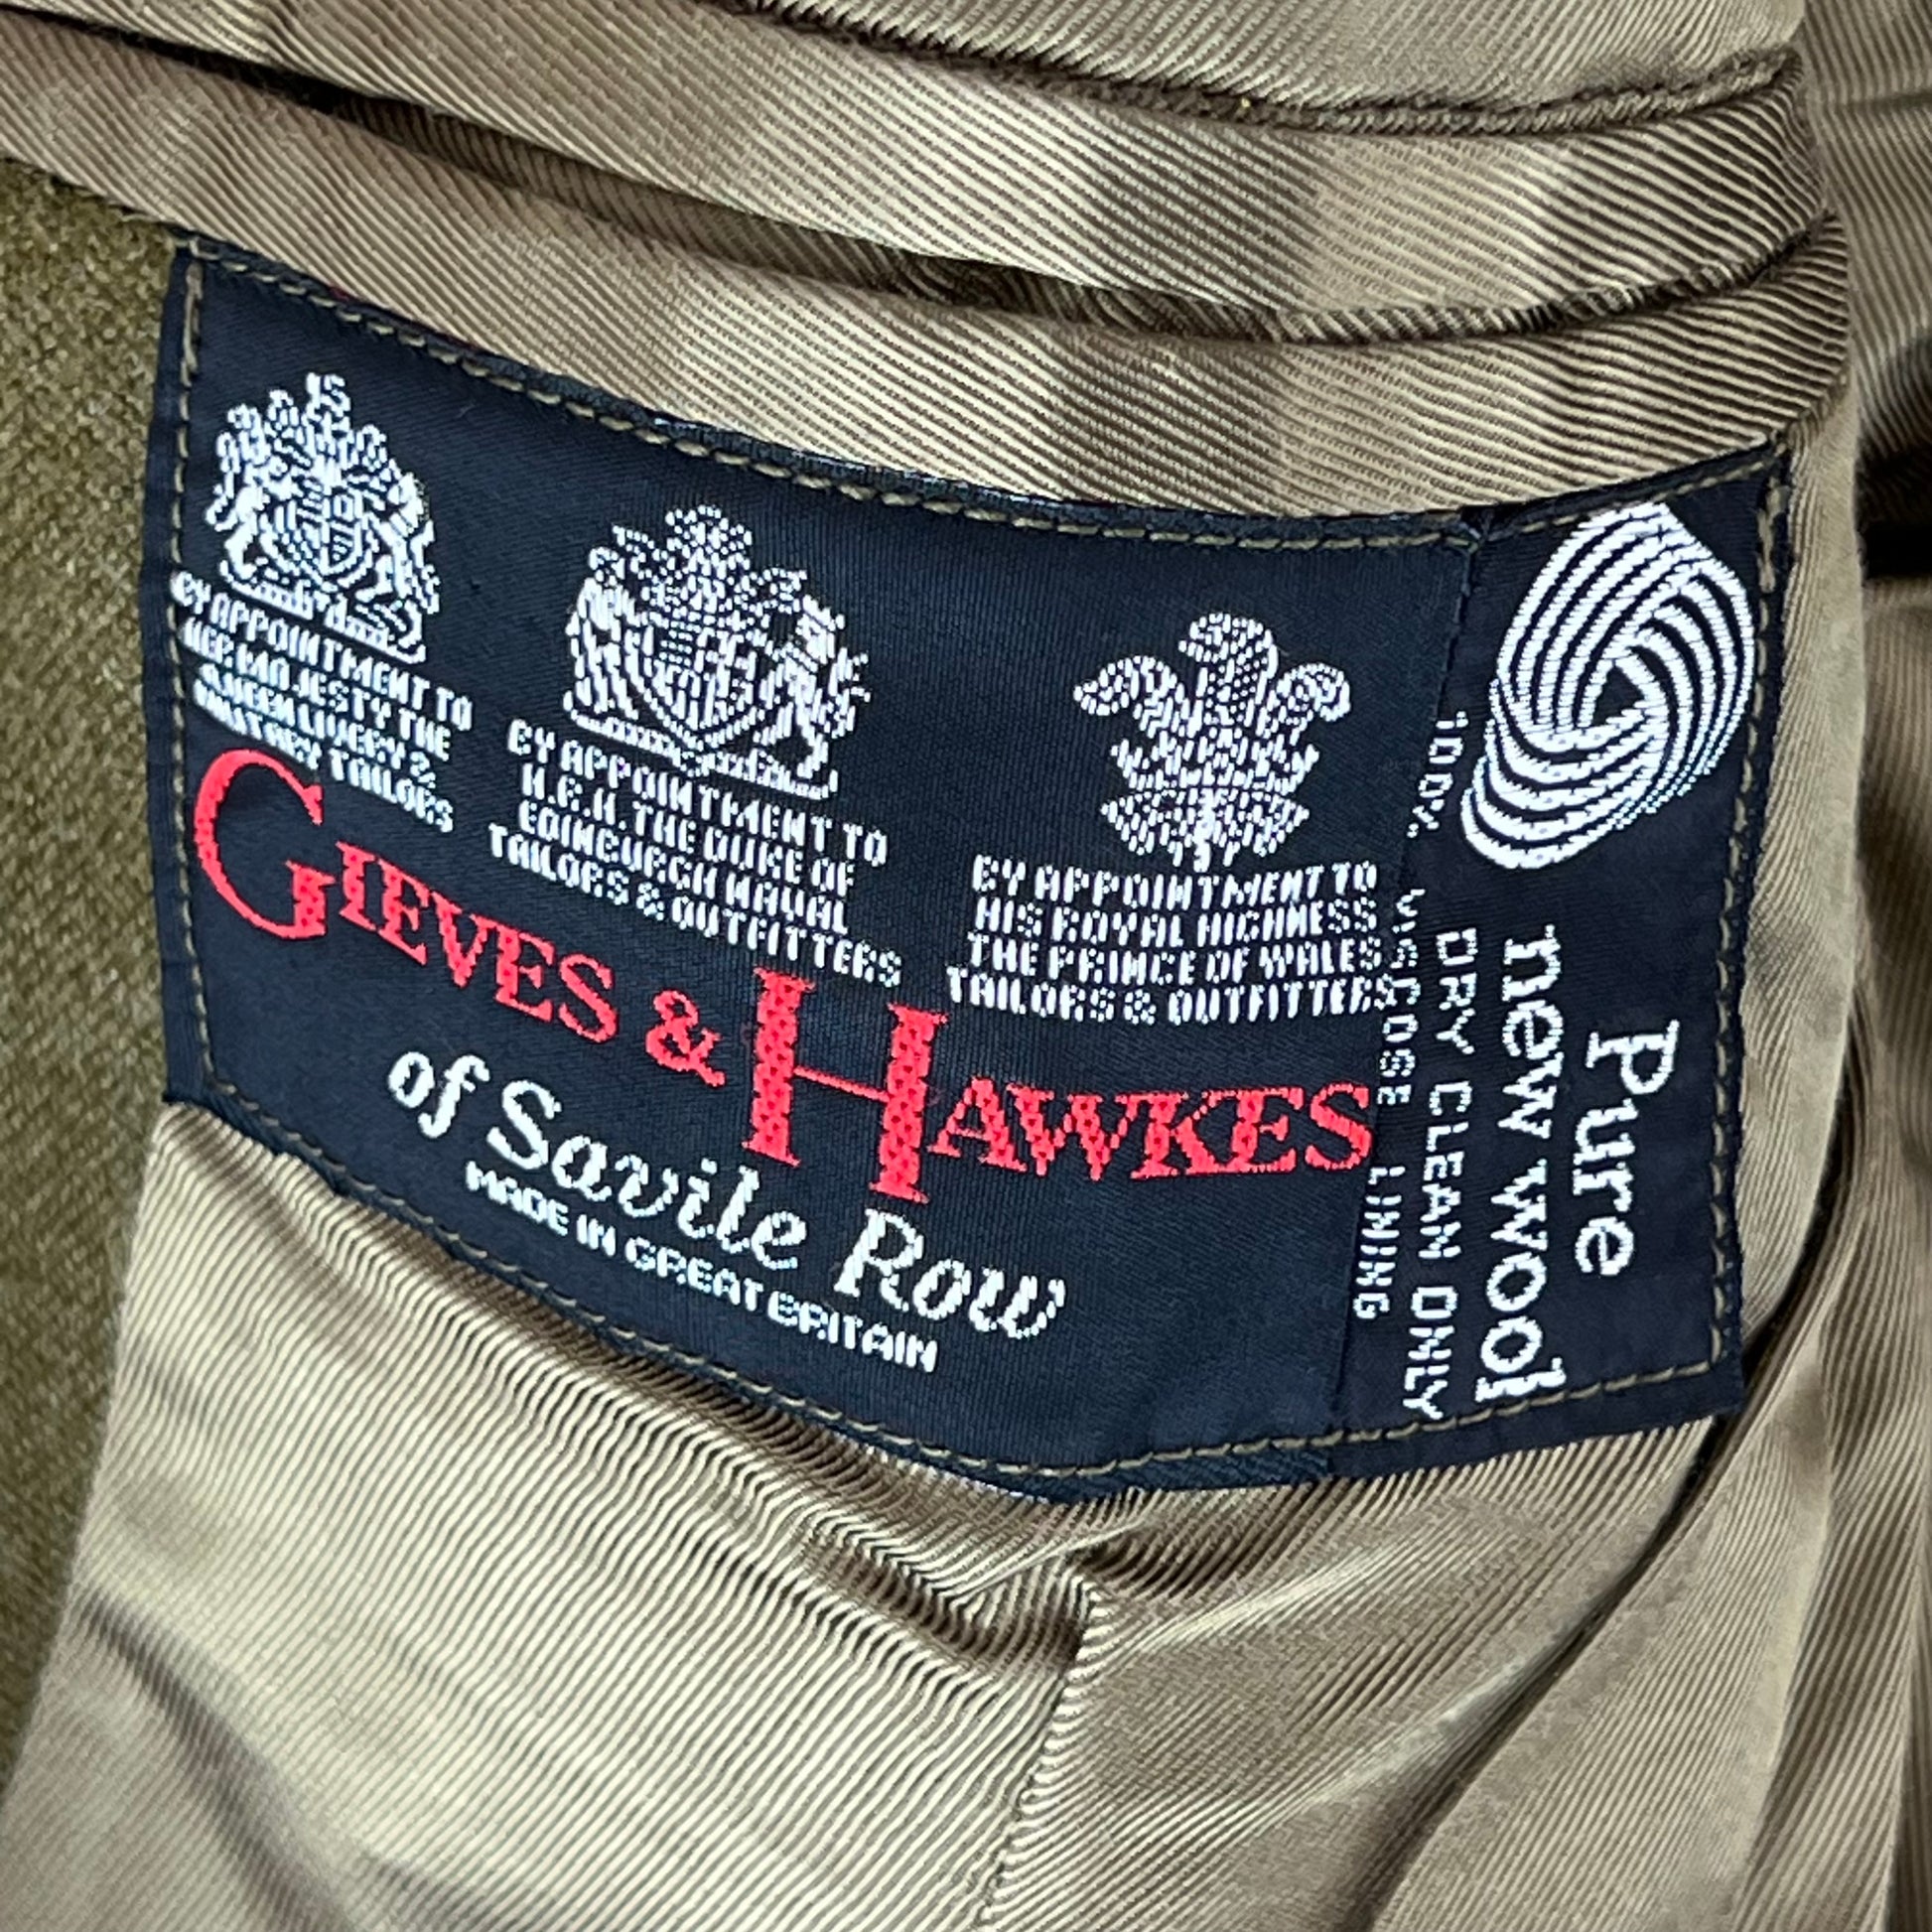 BY APPOINTMENT TO
HER MAJESTY THE
QUEEN LIVERY &
MILITARY TAILORS
BY APPOINTMENT TO
H.R.H. THE DUKE OF
EDINBURGH NAVAL
TAILORS & OUTFITTERS
BY APPOINTMENT TO
HIS ROYAL HIGHNESS
THE PRINCE OF WALES
TAILORS & OUTFITTERS
GIEVES & HAWKES
of Savile Row
MADE IN GREAT BRITAIN
Pure
new wool
DRY CLEAN ONLY
100% VISCOSE LINING